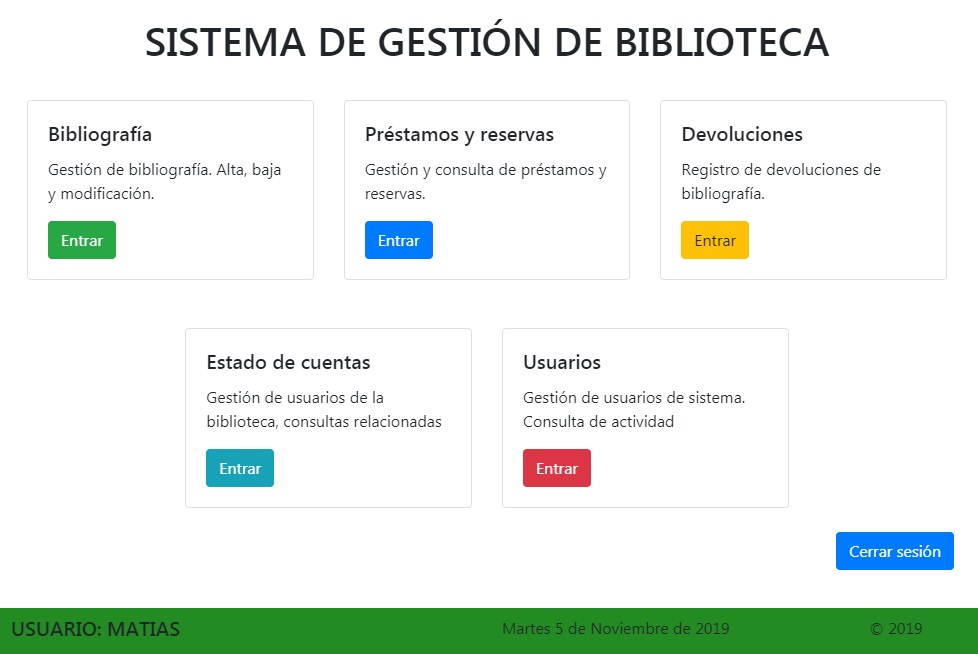 SISTEMA DE GESTIÓN DE BIBLIOTECA
Bibliografía
Gestión de bibliografía. Alta, baja
y modificación.
Entrar
Préstamos y reservas
Gestión y consulta de préstamos y
reservas.
Entrar
Devoluciones
Registro de devoluciones de
bibliografía.
Entrar
Estado de cuentas
Gestión de usuarios de la
biblioteca, consultas relacionadas
Entrar
Usuarios
Gestión de usuarios de sistema.
Consulta de actividad
Entrar
Cerrar sesión
USUARIO: MATIAS
Martes 5 de Noviembre de 2019
© 2019